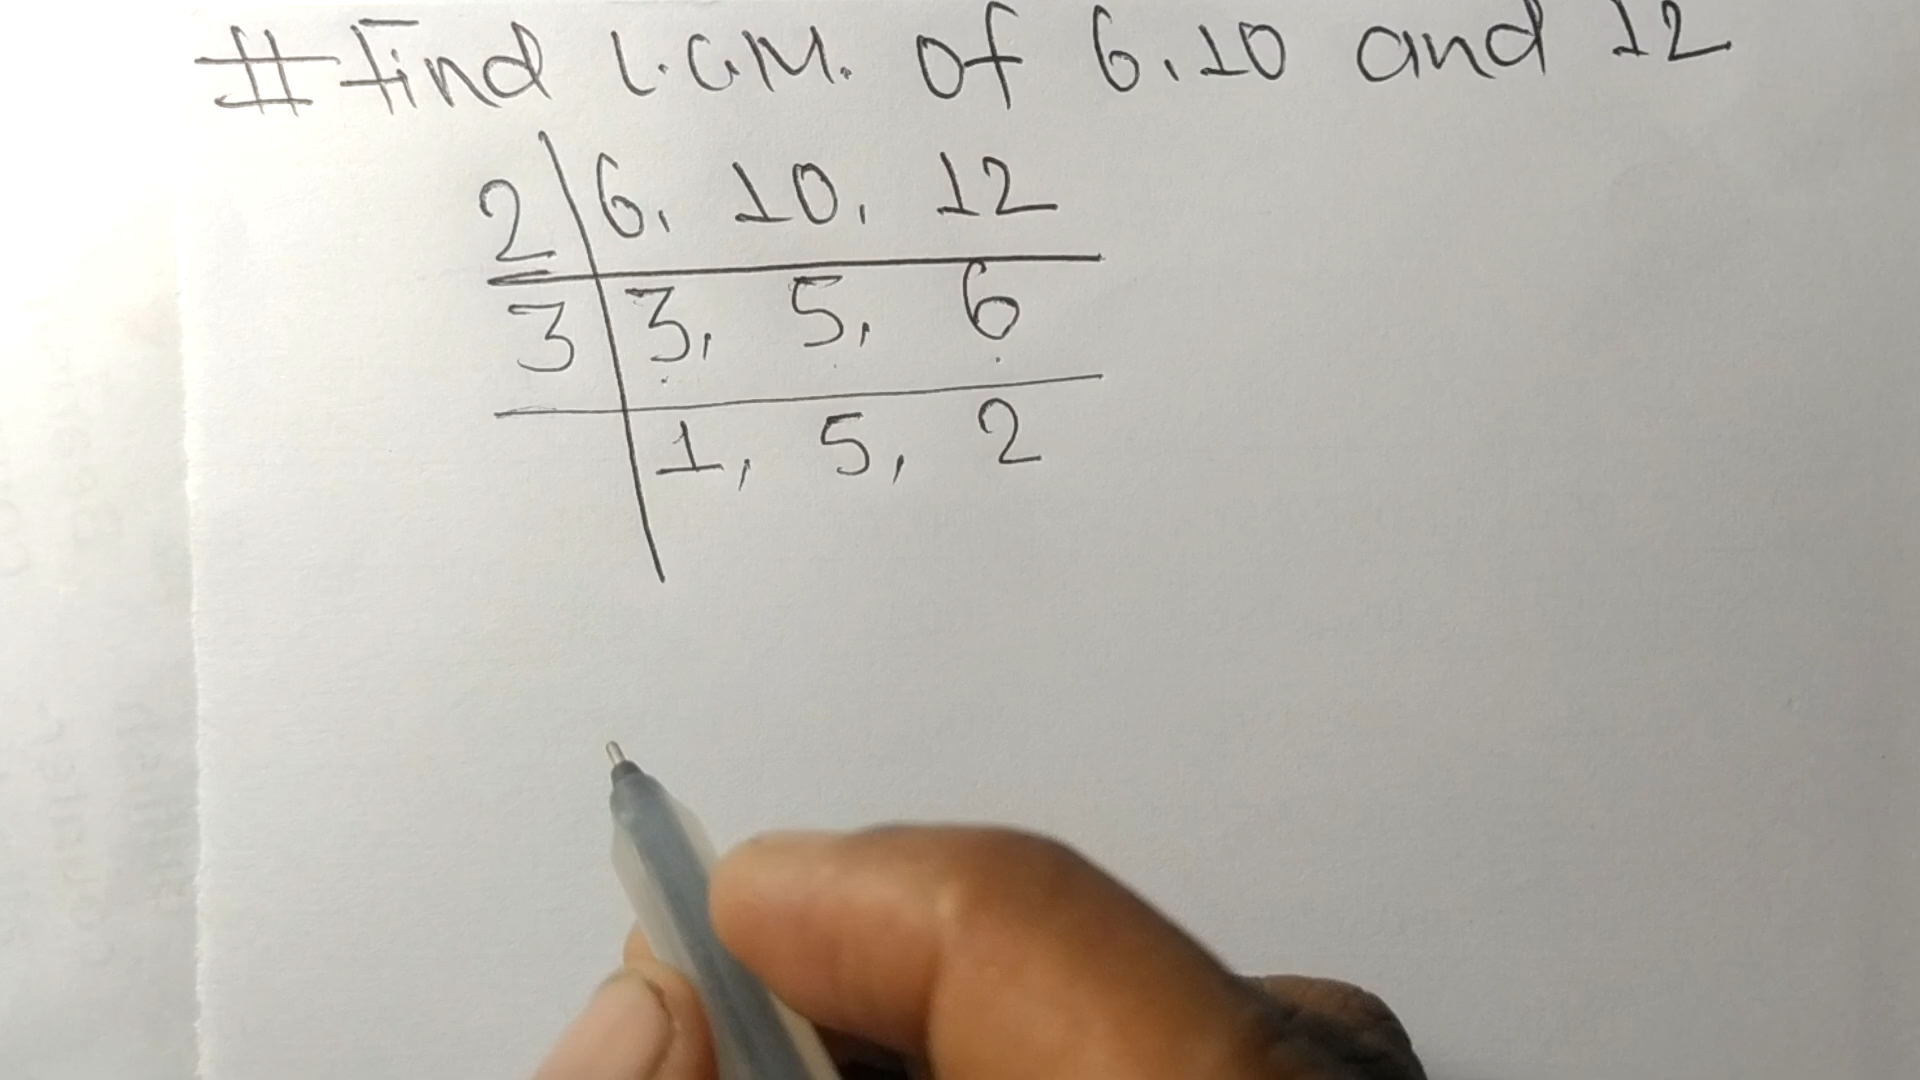 # Find L.C.M. of 6, 10 and 12
2 | 6, 10, 12
3 | 3, 5, 6
1, 5, 2